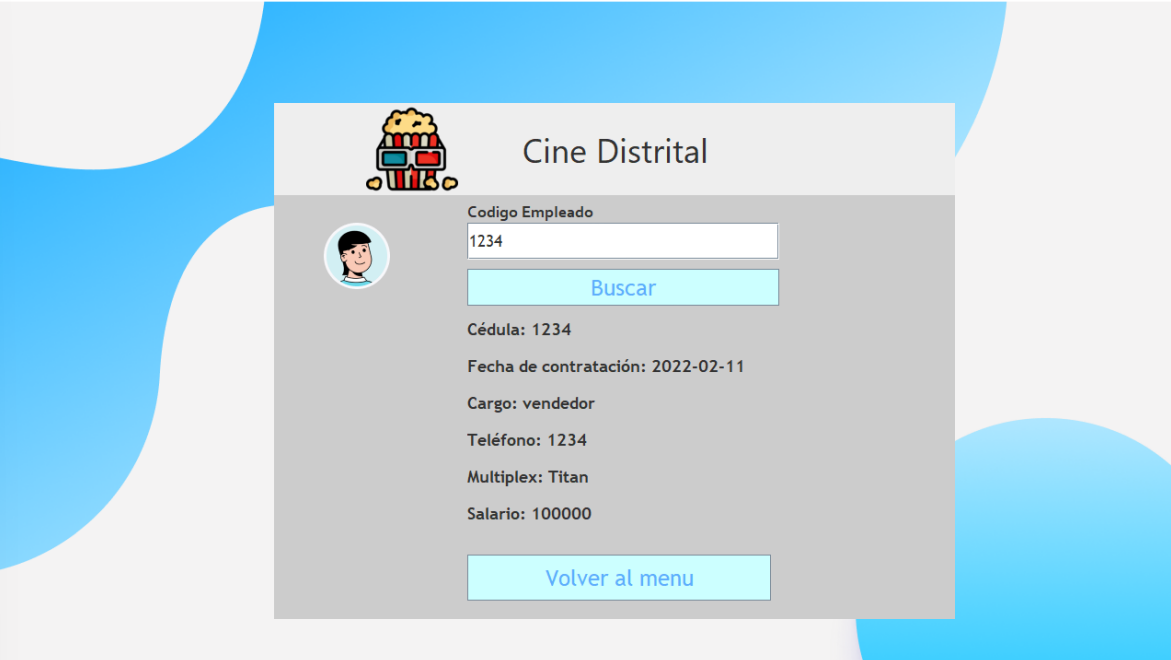 Cine Distrital
Codigo Empleado
1234
Buscar
Cédula: 1234
Fecha de contratación: 2022-02-11
Cargo: vendedor
Teléfono: 1234
Multiplex: Titan
Salario: 100000
Volver al menu